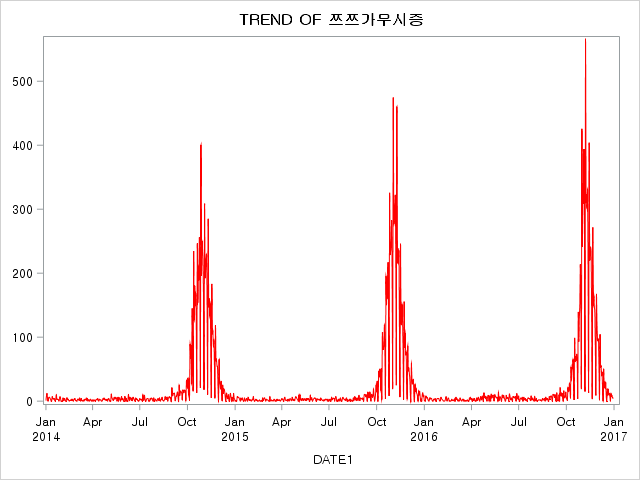 TREND OF 쯔쯔가무시증
500
400
300
200
100
0
Jan Apr Jul Oct Jan Apr Jul Oct Jan Apr Jul Oct Jan
2014 2015 2016 2017
DATE1